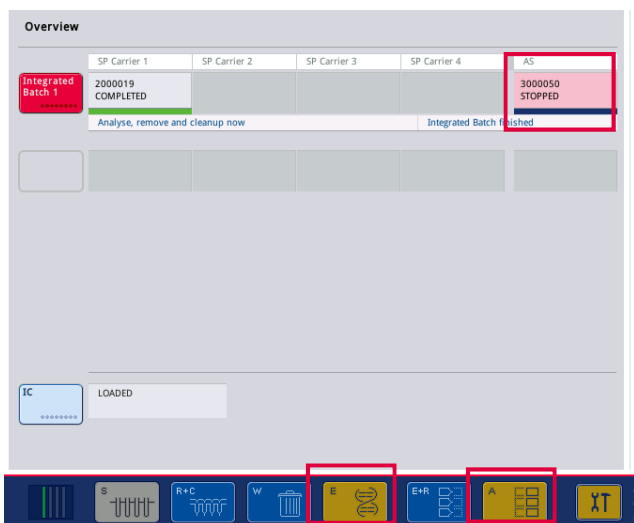 Overview
SP Carrier 1 SP Carrier 2 SP Carrier 3 SP Carrier 4 AS
Integrated
Batch 1
2000019
COMPLETED
3000050
STOPPED
Analyse, remove and cleanup now Integrated Batch finished
IC
LOADED
S R+C W E E+R A